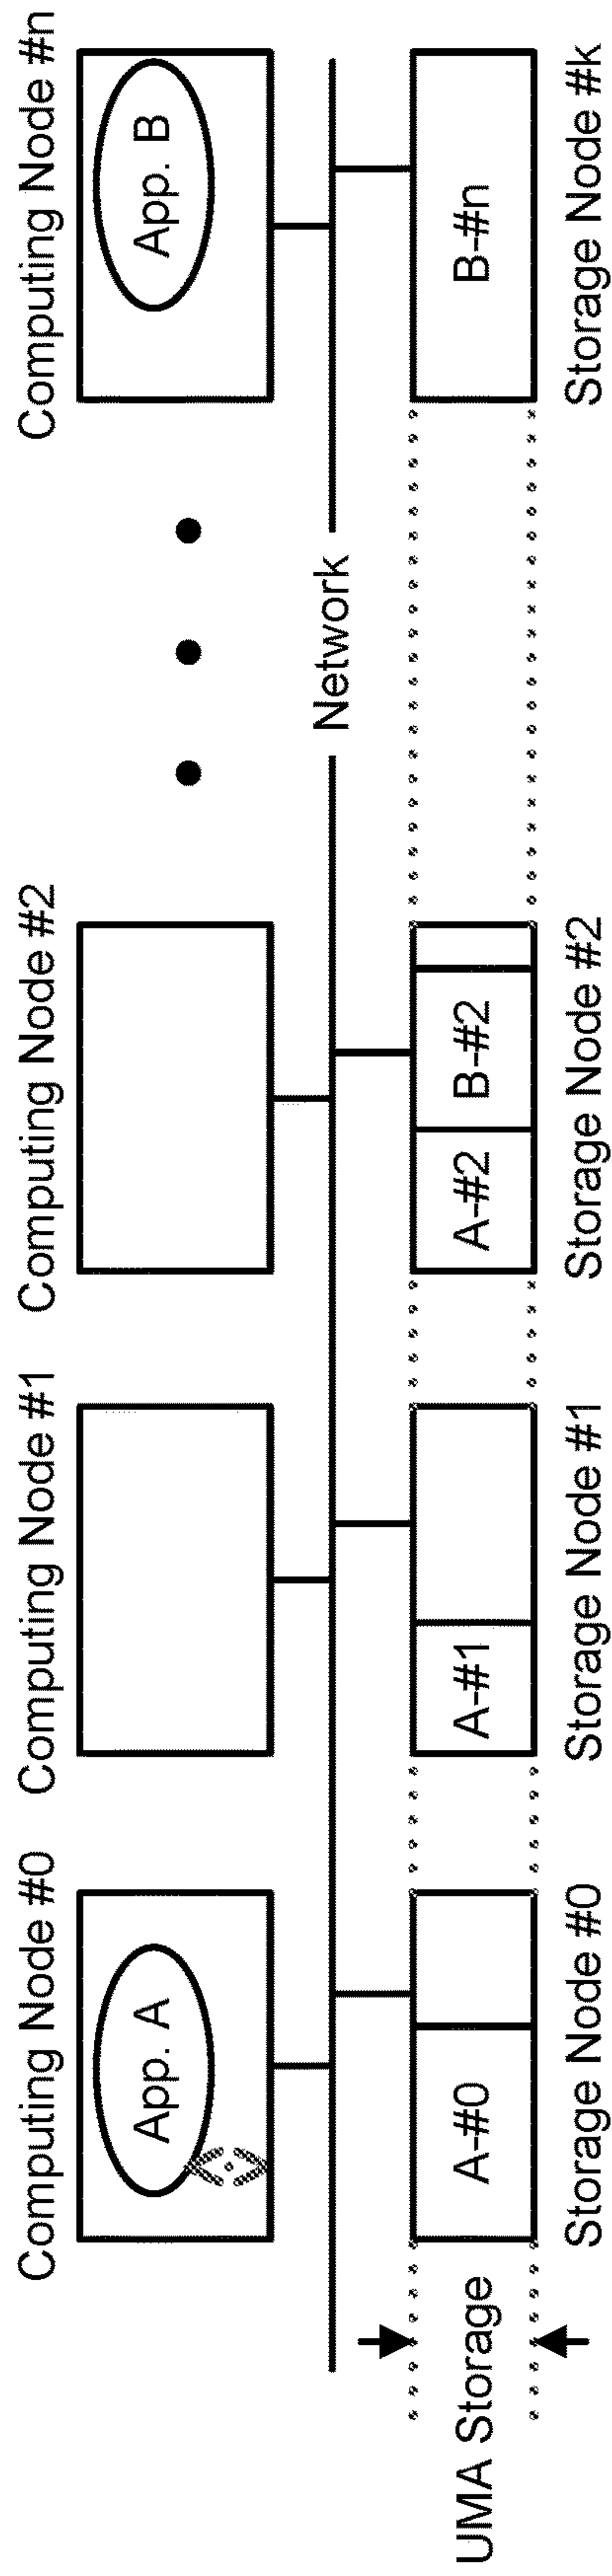 Computing Node #0
Computing Node #1
Computing Node #2
Computing Node #n
App. A
App. B
Network
UMA Storage
A-#0
A-#1
A-#2
B-#2
B-#n
Storage Node #0
Storage Node #1
Storage Node #2
Storage Node #k